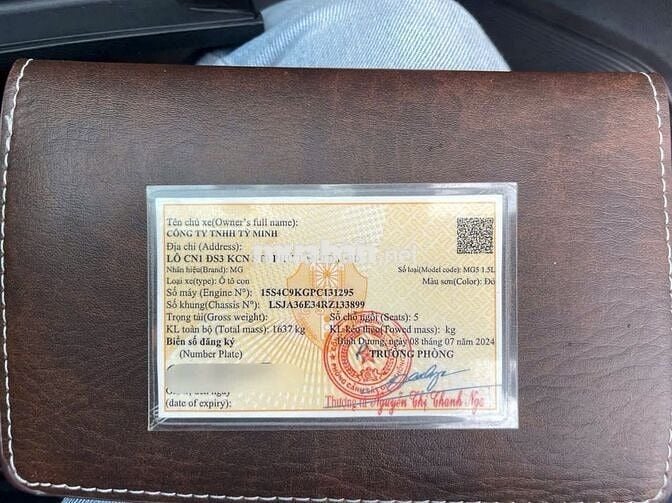 Tên chủ xe(Owner's full name):
CÔNG TY TNHH TỶ MINH
Địa chỉ (Address):
LÔ CN1 ĐS3 KCN
Nhãn hiệu(Brand): MG Số loại(Model code): MG5 1.5L
Loại xe(type): Ô tô con Màu sơn(Color): Đỏ
Số máy (Engine N°): 15S4C9KGPC131295
Số khung(Chassis N°): LSJA36E34RZ133899
Trọng tải(Gross weight): Số chỗ ngồi (Seats): 5
KL toàn bộ (Total mass): 1637 kg KL kéo theo(Towed mass): kg
Biển số đăng ký Bình Dương, ngày 08 tháng 07 năm 2024
(Number Plate) TRƯỞNG PHÒNG
(date of expiry): Thượng tá Nguyễn Thị Thanh Nga